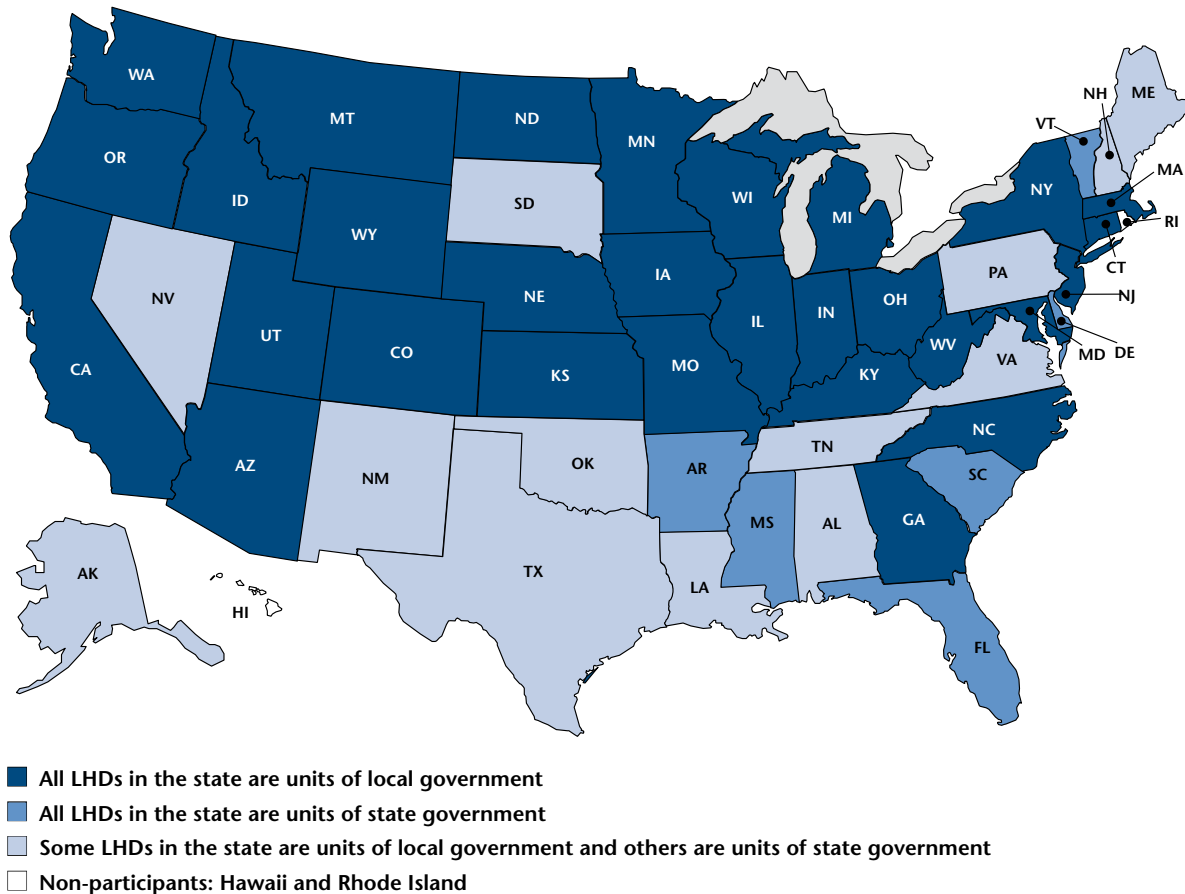 WA
MT
ND
MN
ME
NH
VT
OR
ID
SD
WI
MI
NY
MA
RI
WY
IA
NE
PA
CT
NJ
NV
UT
CO
IL
IN
OH
WV
MD
DE
VA
CA
KS
MO
KY
NC
TN
AZ
NM
OK
AR
SC
MS
AL
GA
TX
LA
AK
HI
FL
All LHDs in the state are units of local government
All LHDs in the state are units of state government
Some LHDs in the state are units of local government and others are units of state government
Non-participants: Hawaii and Rhode Island